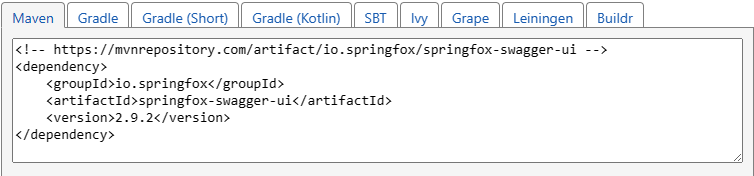 Maven Gradle Gradle (Short) Gradle (Kotlin) SBT Ivy Grape Leiningen Buildr
<!-- https://mvnrepository.com/artifact/io.springfox/springfox-swagger-ui -->
<dependency>
    <groupId>io.springfox</groupId>
    <artifactId>springfox-swagger-ui</artifactId>
    <version>2.9.2</version>
</dependency>